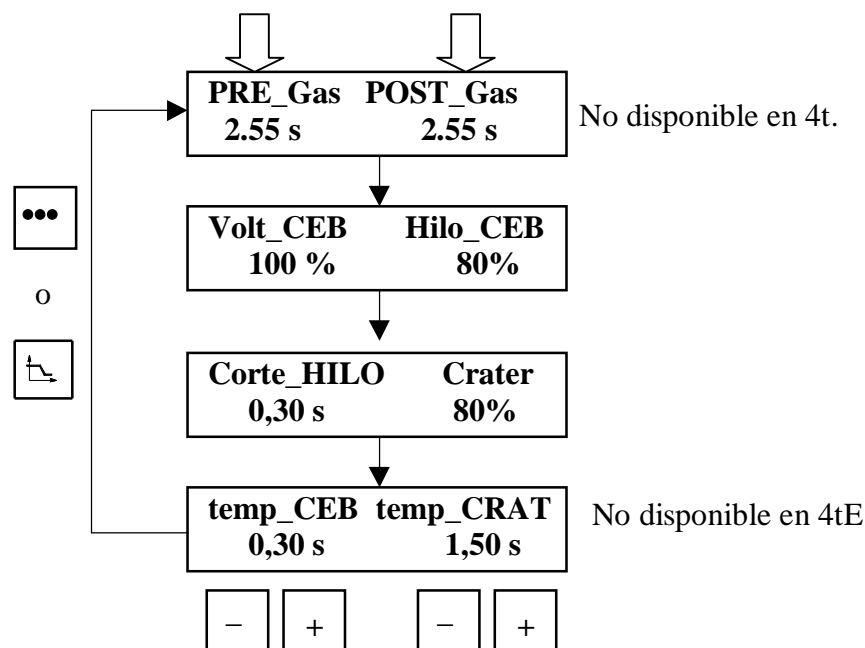 PRE_Gas POST_Gas
2.55 s 2.55 s
No disponible en 4t.
Volt_CEB Hilo_CEB
100 % 80%
o
Corte_HILO Crater
0,30 s 80%
temp_CEB temp_CRAT
0,30 s 1,50 s
No disponible en 4tE
− + − +